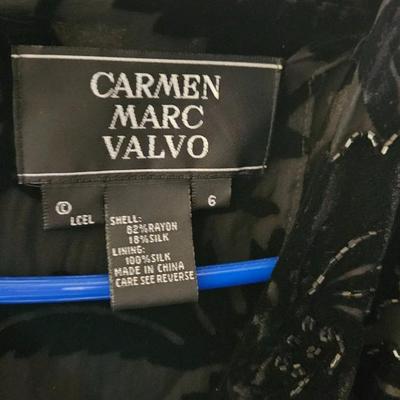 CARMEN
MARC
VALVO
©
LCEL
6
SHELL:
82%RAYON
18%SILK
LINING:
100%SILK
MADE IN CHINA
CARE SEE REVERSE